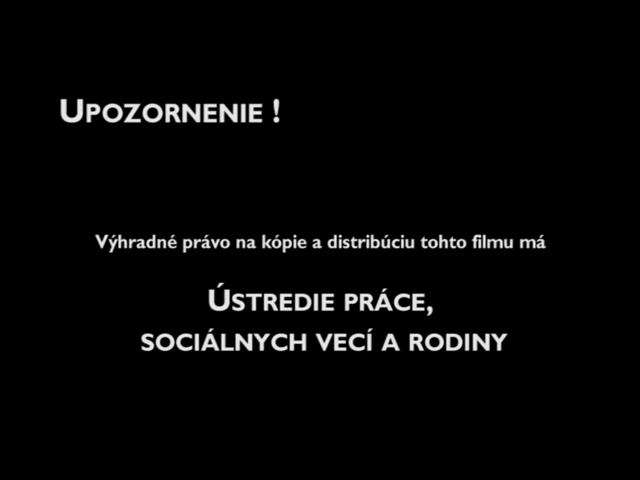 UPOZORNENIE !
Výhradné právo na kópie a distribúciu tohto filmu má
ÚSTREDIE PRÁCE,
SOCIÁLNYCH VECÍ A RODINY